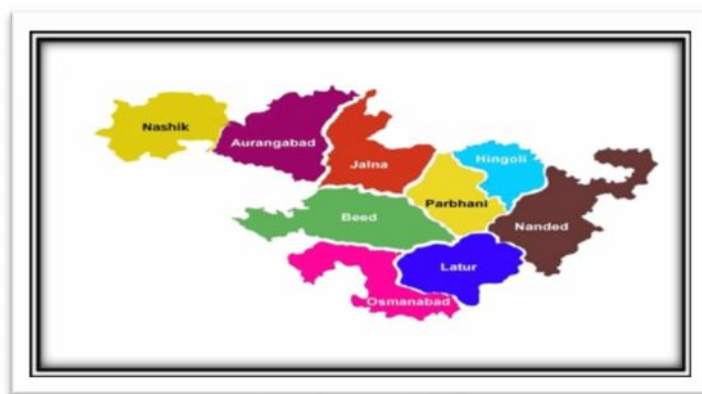 Nashik
Aurangabad
Jalna
Hingoli
Parbhani
Beed
Nanded
Latur
Osmanabad